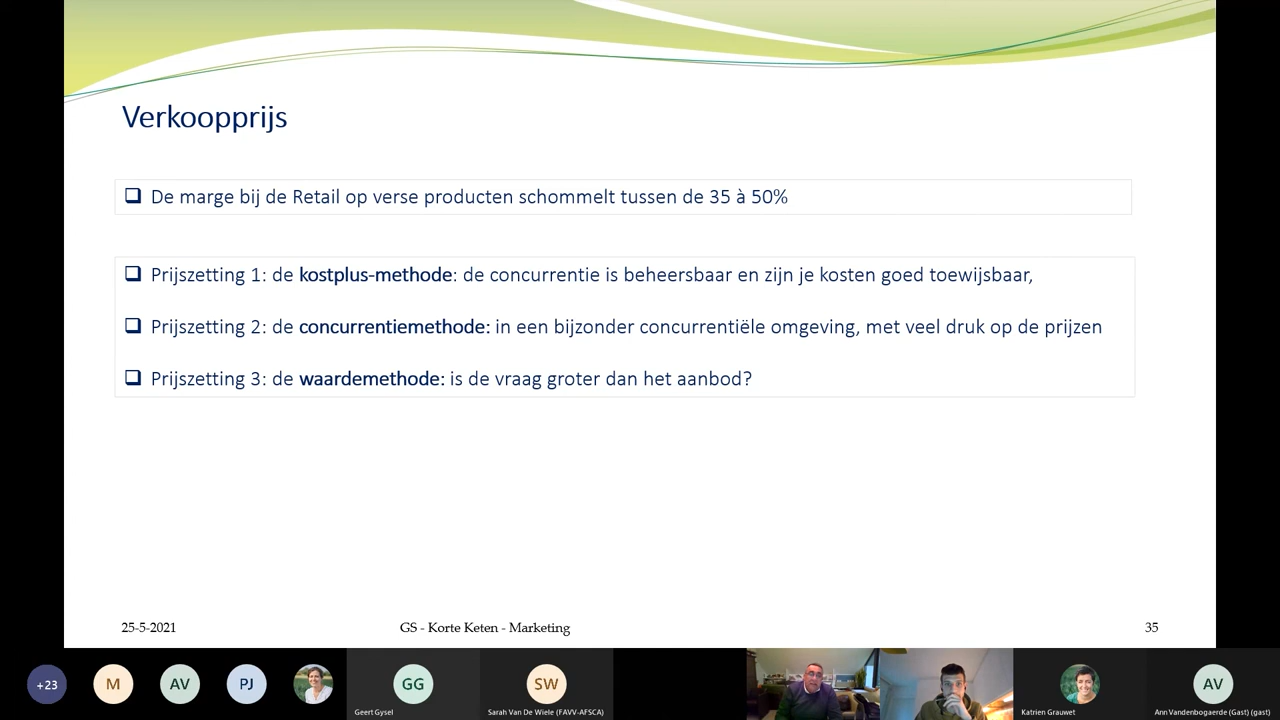 Verkoopprijs
De marge bij de Retail op verse producten schommelt tussen de 35 à 50%
Prijszetting 1: de kostplus-methode: de concurrentie is beheersbaar en zijn je kosten goed toewijsbaar,
Prijszetting 2: de concurrentiemethode: in een bijzonder concurrentiële omgeving, met veel druk op de prijzen
Prijszetting 3: de waardemethode: is de vraag groter dan het aanbod?
25-5-2021
GS - Korte Keten - Marketing
35
+23
M
AV
PJ
GG
SW
AV
Geert Gysel
Sarah Van De Wiele (FAVV-AFSCA)
Katrien Grauwet
Ann Vandenbogaerde (Gast) (gast)